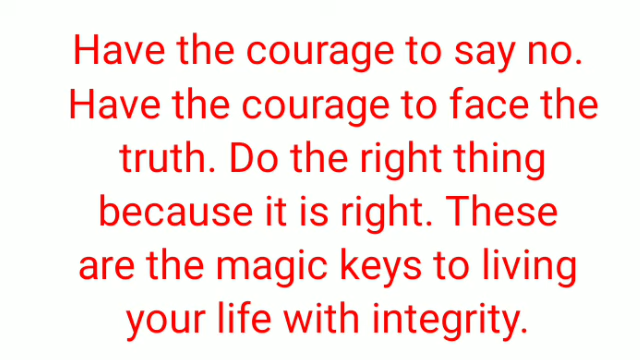 Have the courage to say no.
Have the courage to face the
truth. Do the right thing
because it is right. These
are the magic keys to living
your life with integrity.